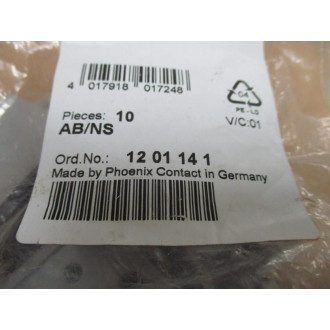 4 017918 017248
04
PE-LD
V/C:01
Pieces: 10
AB/NS
Ord.No.: 12 01 14 1
Made by Phoenix Contact in Germany